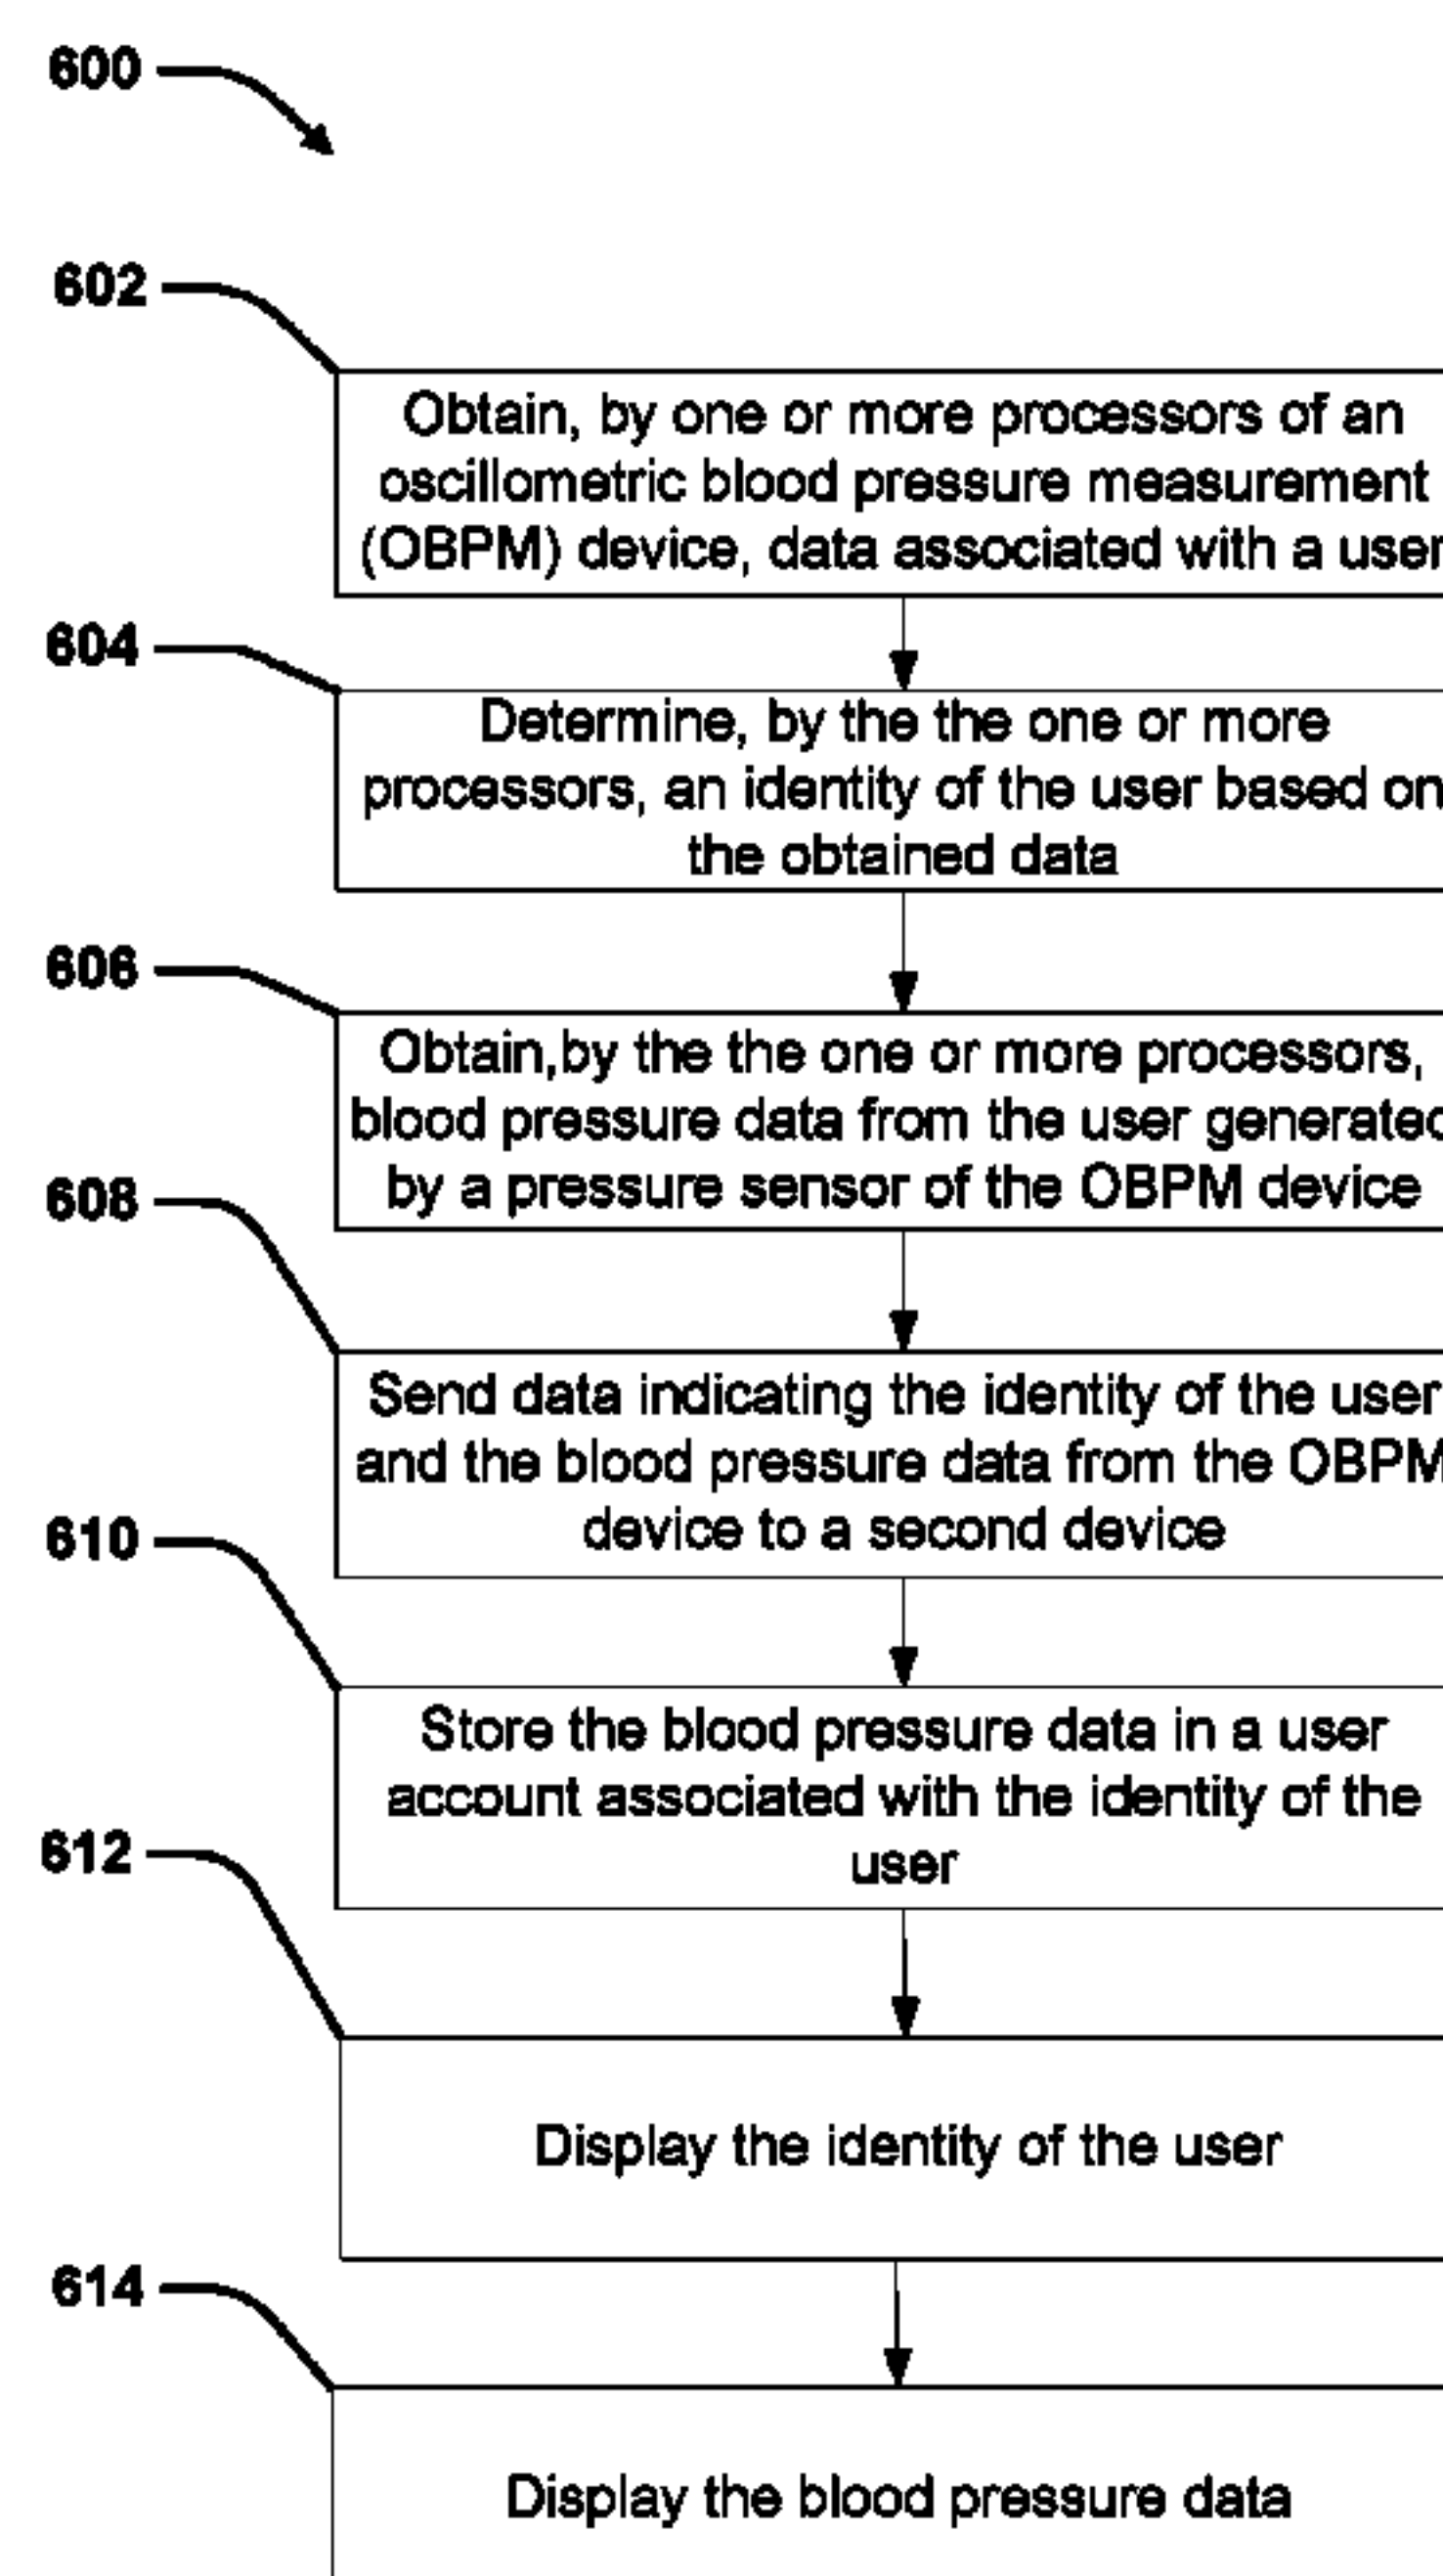 600
602
Obtain, by one or more processors of an
oscillometric blood pressure measurement
(OBPM) device, data associated with a user
604
Determine, by the the one or more
processors, an identity of the user based on
the obtained data
606
Obtain,by the the one or more processors,
blood pressure data from the user generated
by a pressure sensor of the OBPM device
608
Send data indicating the identity of the user
and the blood pressure data from the OBPM
device to a second device
610
Store the blood pressure data in a user
account associated with the identity of the
user
612
Display the identity of the user
614
Display the blood pressure data